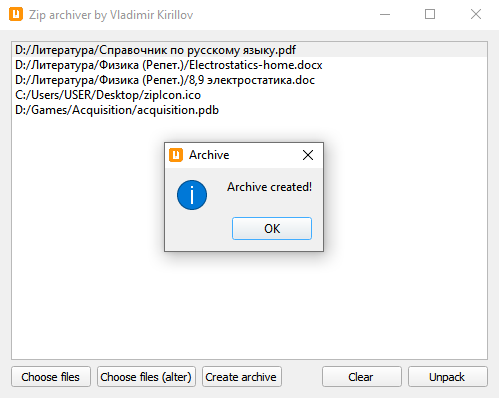 Zip archiver by Vladimir Kirillov
D:/Литература/Справочник по русскому языку.pdf
D:/Литература/Физика (Репет.)/Electrostatics-home.docx
D:/Литература/Физика (Репет.)/8,9 электростатика.doc
C:/Users/USER/Desktop/zipIcon.ico
D:/Games/Acquisition/acquisition.pdb
Archive
Archive created!
OK
Choose files Choose files (alter) Create archive Clear Unpack